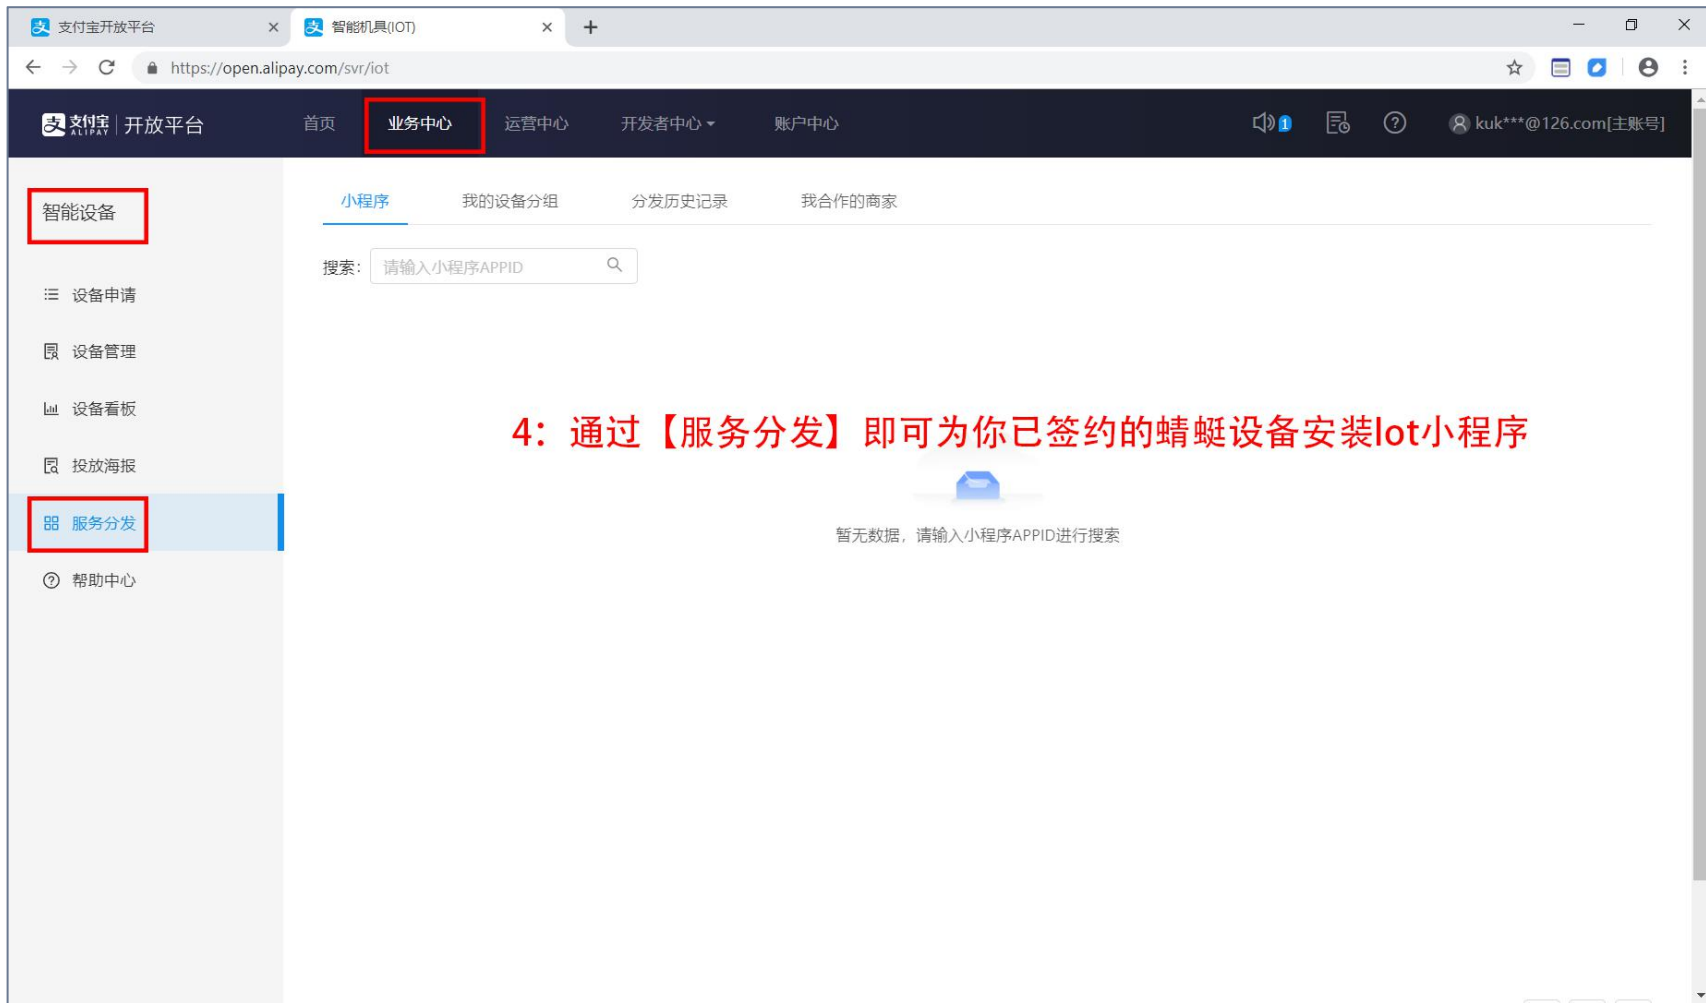 支付宝开放平台
智能机具(IOT)
https://open.alipay.com/svr/iot
支 支付宝 ALIPAY 开放平台
首页
业务中心
运营中心
开发者中心
账户中心
1
kuk***@126.com[主账号]
智能设备
设备申请
设备管理
设备看板
投放海报
服务分发
帮助中心
小程序
我的设备分组
分发历史记录
我合作的商家
搜索：
请输入小程序APPID
4：通过【服务分发】即可为你已签约的蜻蜓设备安装Iot小程序
暂无数据，请输入小程序APPID进行搜索